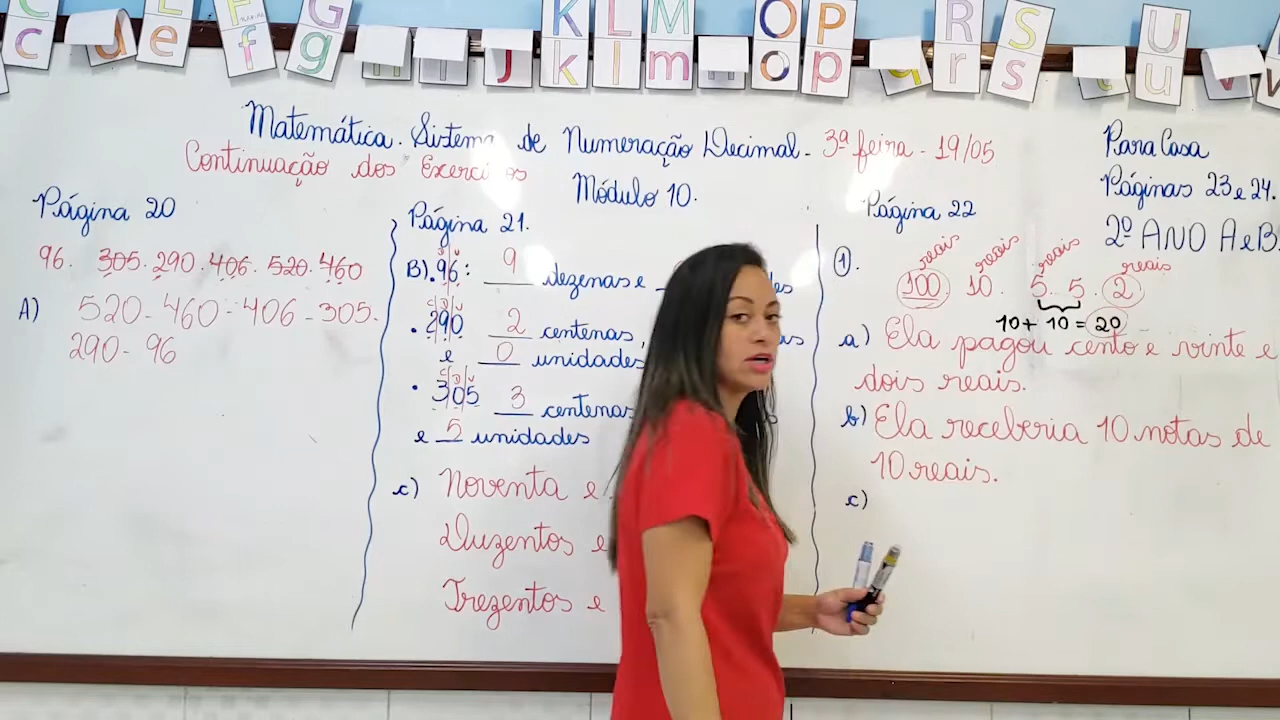 C c d E e F f G g j K k L l M m O o P p R r S s U u v
Matemática. Sistema de Numeração Decimal - 3ª feira - 19/05
Continuação dos Exercícios
Módulo 10.
Para Casa
Páginas 23 e 24.
2º ANO A e B
Página 20
96. 305. 290. 406. 520. 460
A) 520 - 460 - 406 - 305.
290 - 96
Página 21.
B). 96: 9 dezenas e
. 290 2 centenas,
e 0 unidades
. 305 3 centenas
e 5 unidades
c) Noventa e
Duzentos e
Trezentos e
Página 22
1. reais reais reais reais
100 10. 5. 5. 2
10 + 10 = 20
a) Ela pagou cento e vinte e
dois reais.
b) Ela receberia 10 notas de
10 reais.
c)